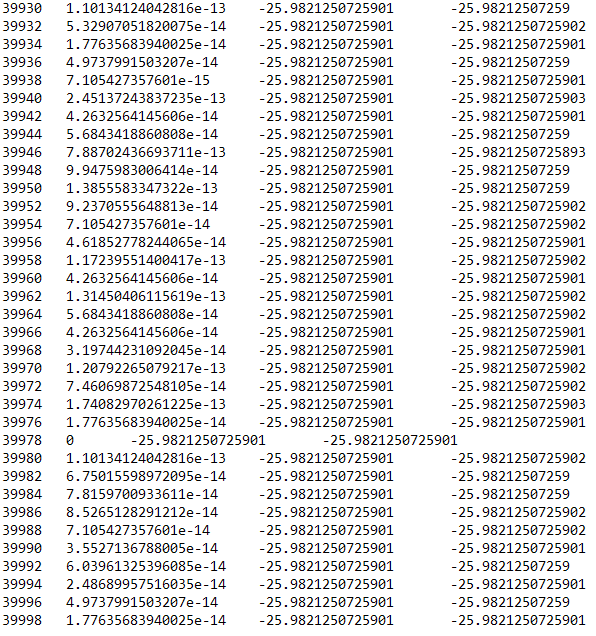 39930 1.10134124042816e-13 -25.9821250725901 -25.98212507259
39932 5.32907051820075e-14 -25.9821250725901 -25.9821250725902
39934 1.77635683940025e-14 -25.9821250725901 -25.9821250725901
39936 4.9737991503207e-14 -25.9821250725901 -25.98212507259
39938 7.105427357601e-15 -25.9821250725901 -25.9821250725901
39940 2.45137243837235e-13 -25.9821250725901 -25.9821250725903
39942 4.2632564145606e-14 -25.9821250725901 -25.9821250725901
39944 5.6843418860808e-14 -25.9821250725901 -25.98212507259
39946 7.88702436693711e-13 -25.9821250725901 -25.9821250725893
39948 9.9475983006414e-14 -25.9821250725901 -25.98212507259
39950 1.3855583347322e-13 -25.9821250725901 -25.98212507259
39952 9.2370555648813e-14 -25.9821250725901 -25.9821250725902
39954 7.105427357601e-14 -25.9821250725901 -25.9821250725902
39956 4.61852778244065e-14 -25.9821250725901 -25.9821250725901
39958 1.17239551400417e-13 -25.9821250725901 -25.9821250725902
39960 4.2632564145606e-14 -25.9821250725901 -25.9821250725901
39962 1.31450406115619e-13 -25.9821250725901 -25.9821250725902
39964 5.6843418860808e-14 -25.9821250725901 -25.9821250725902
39966 4.2632564145606e-14 -25.9821250725901 -25.9821250725901
39968 3.19744231092045e-14 -25.9821250725901 -25.9821250725901
39970 1.20792265079217e-13 -25.9821250725901 -25.9821250725902
39972 7.46069872548105e-14 -25.9821250725901 -25.9821250725902
39974 1.74082970261225e-13 -25.9821250725901 -25.9821250725903
39976 1.77635683940025e-14 -25.9821250725901 -25.9821250725901
39978 0 -25.9821250725901 -25.9821250725901
39980 1.10134124042816e-13 -25.9821250725901 -25.9821250725902
39982 6.75015598972095e-14 -25.9821250725901 -25.98212507259
39984 7.8159700933611e-14 -25.9821250725901 -25.98212507259
39986 8.5265128291212e-14 -25.9821250725901 -25.9821250725902
39988 7.105427357601e-14 -25.9821250725901 -25.9821250725902
39990 3.5527136788005e-14 -25.9821250725901 -25.9821250725901
39992 6.03961325396085e-14 -25.9821250725901 -25.98212507259
39994 2.48689957516035e-14 -25.9821250725901 -25.9821250725901
39996 4.9737991503207e-14 -25.9821250725901 -25.98212507259
39998 1.77635683940025e-14 -25.9821250725901 -25.9821250725901